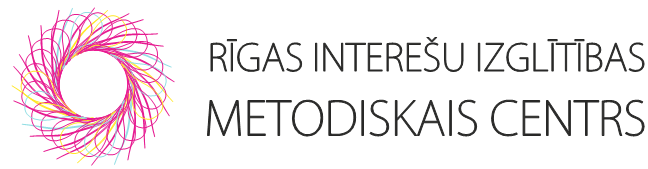 RĪGAS INTEREŠU IZGLĪTĪBAS
METODISKAIS CENTRS